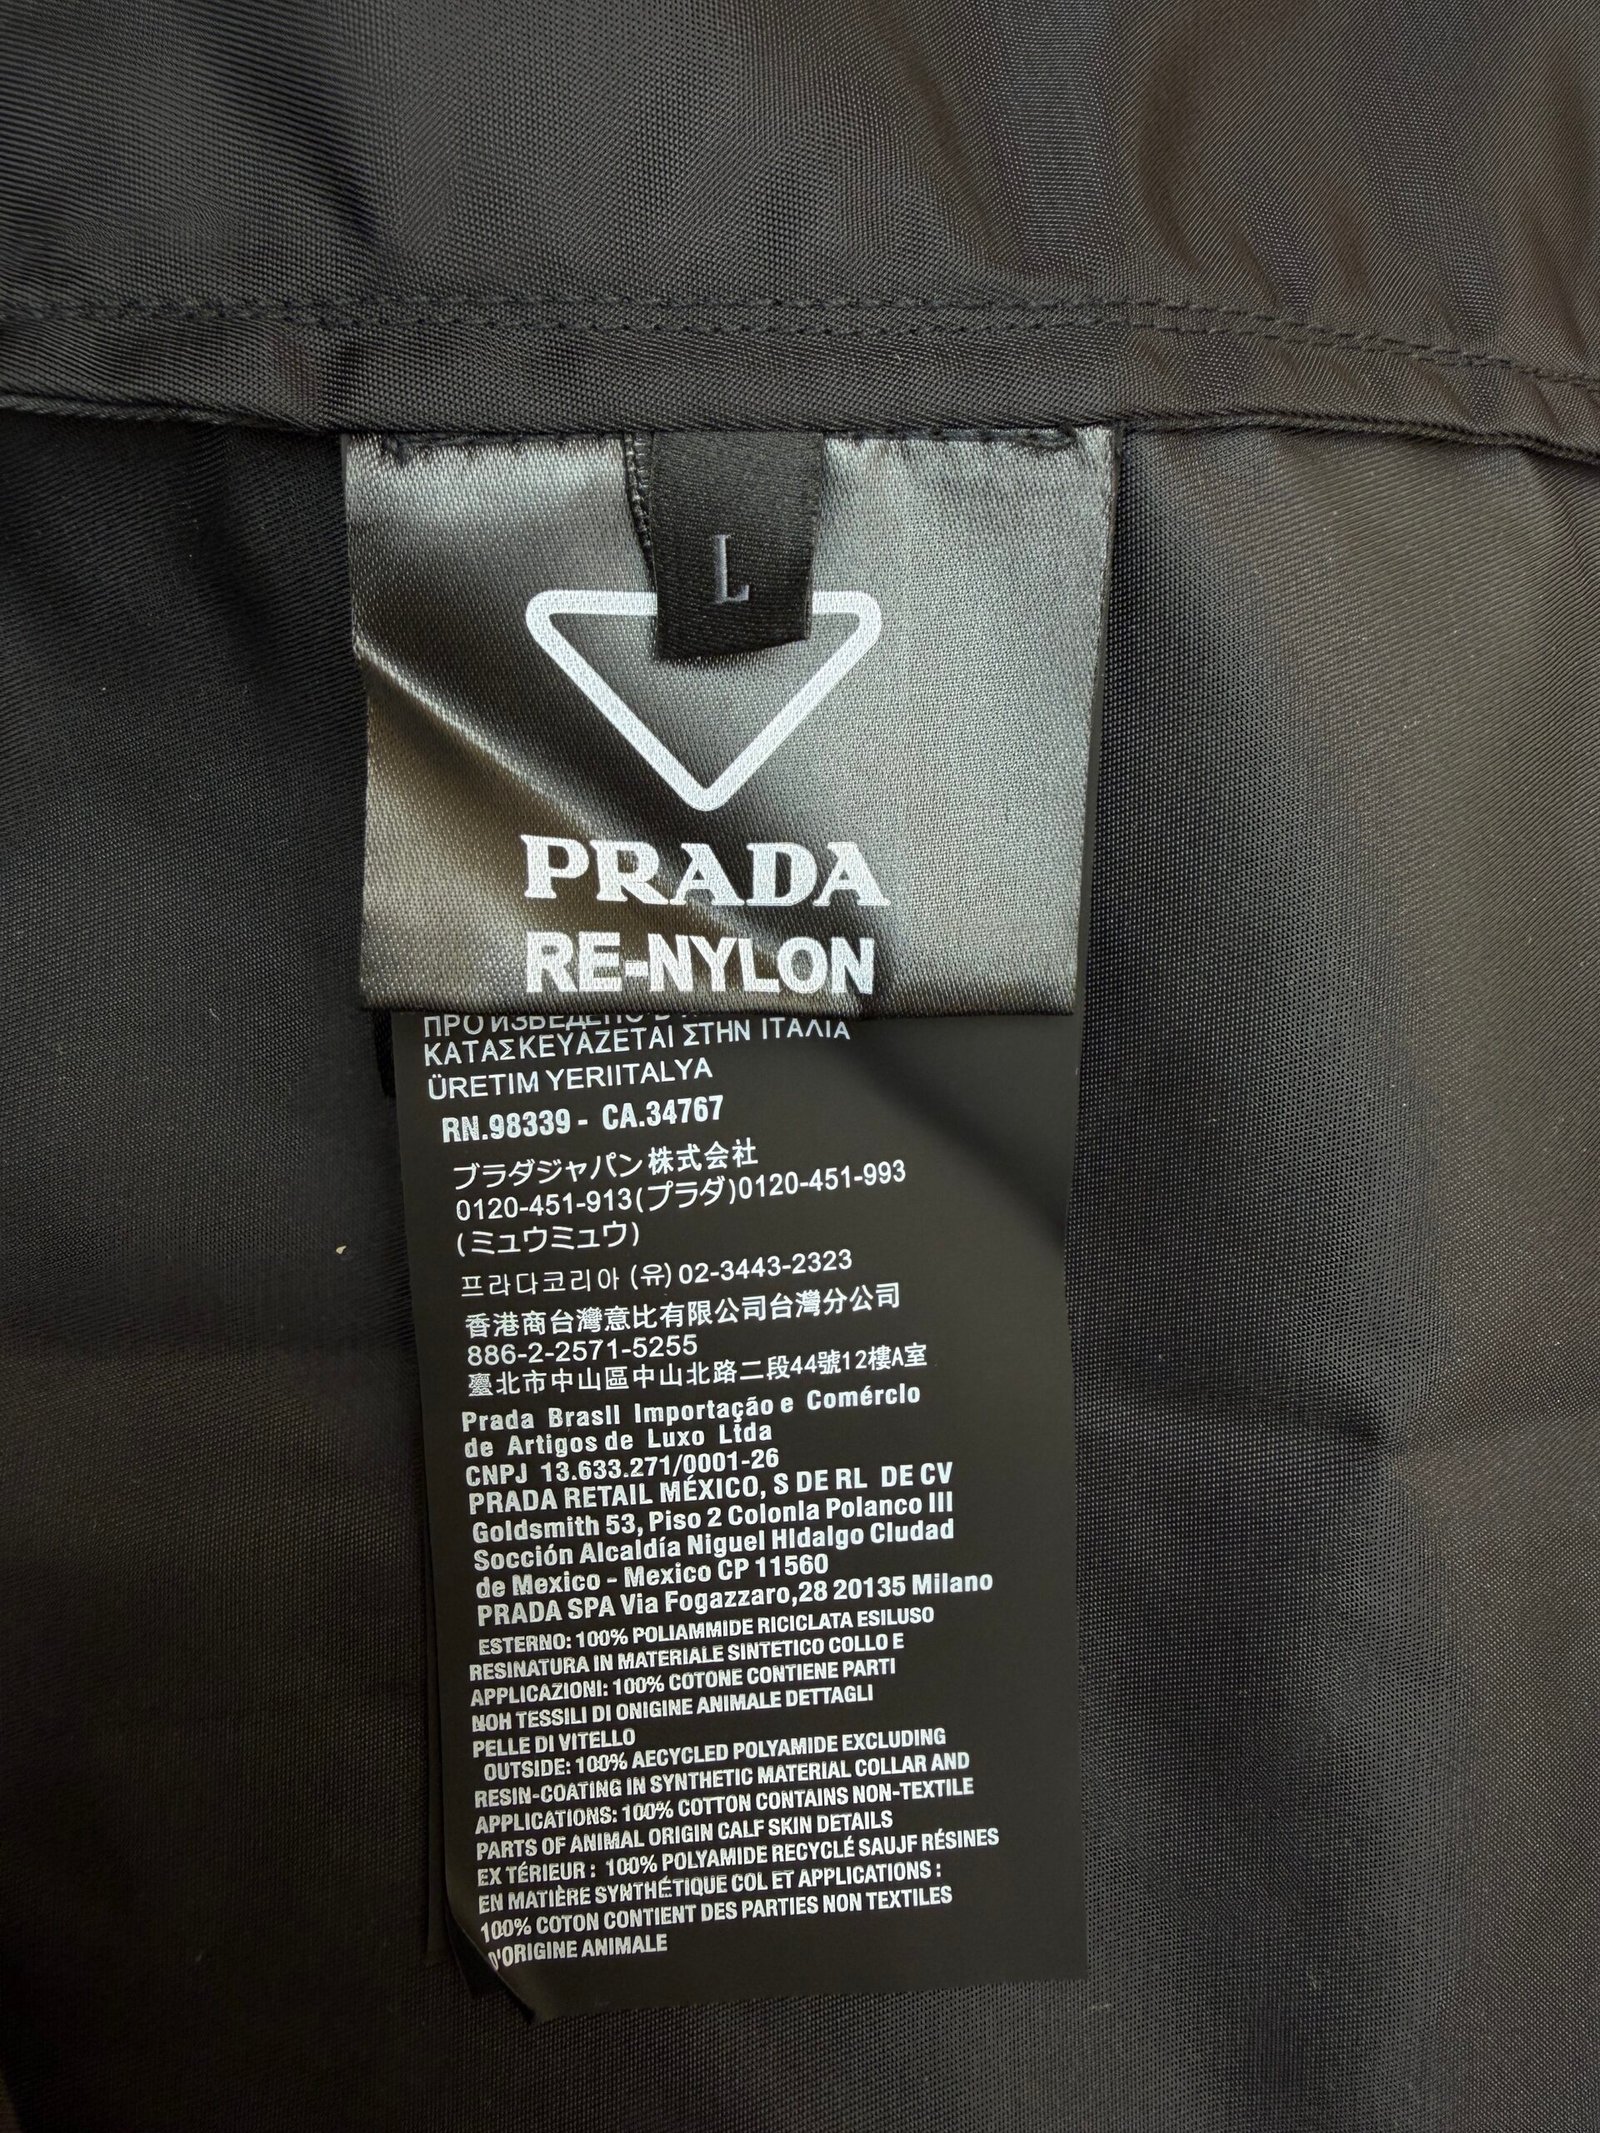 L
PRADA
RE-NYLON
ΠΡΟИЗВЕДЕНО В
ΚΑΤΑΣΚΕΥΑΖΕΤΑΙ ΣΤΗΝ ΙΤΑΛΙΑ
ÜRETIM YERIITALYA
RN.98339 - CA.34767
プラダジャパン株式会社
0120-451-913(プラダ)0120-451-993
(ミュウミュウ)
프라다코리아 (유) 02-3443-2323
香港商台灣意比有限公司台灣分公司
886-2-2571-5255
臺北市中山區中山北路二段44號12樓A室
Prada Brasll Importação e Comérclo
de Artigos de Luxo Ltda
CNPJ 13.633.271/0001-26
PRADA RETAIL MÉXICO, S DE RL DE CV
Goldsmith 53, Piso 2 Colonla Polanco III
Socción Alcaldía Niguel Hldalgo Cludad
de Mexico - Mexico CP 11560
PRADA SPA Via Fogazzaro,28 20135 Milano
ESTERNO: 100% POLIAMMIDE RICICLATA ESILUSO
RESINATURA IN MATERIALE SINTETICO COLLO E
APPLICAZIONI: 100% COTONE CONTIENE PARTI
NOH TESSILI DI ONIGINE ANIMALE DETTAGLI
PELLE DI VITELLO
OUTSIDE: 100% AECYCLED POLYAMIDE EXCLUDING
RESIN-COATING IN SYNTHETIC MATERIAL COLLAR AND
APPLICATIONS: 100% COTTON CONTAINS NON-TEXTILE
PARTS OF ANIMAL ORIGIN CALF SKIN DETAILS
EX TÉRIEUR : 100% POLYAMIDE RECYCLÉ SAUJF RÉSINES
EN MATIÈRE SYNTHÉTIQUE COL ET APPLICATIONS :
100% COTON CONTIENT DES PARTIES NON TEXTILES
D'ORIGINE ANIMALE